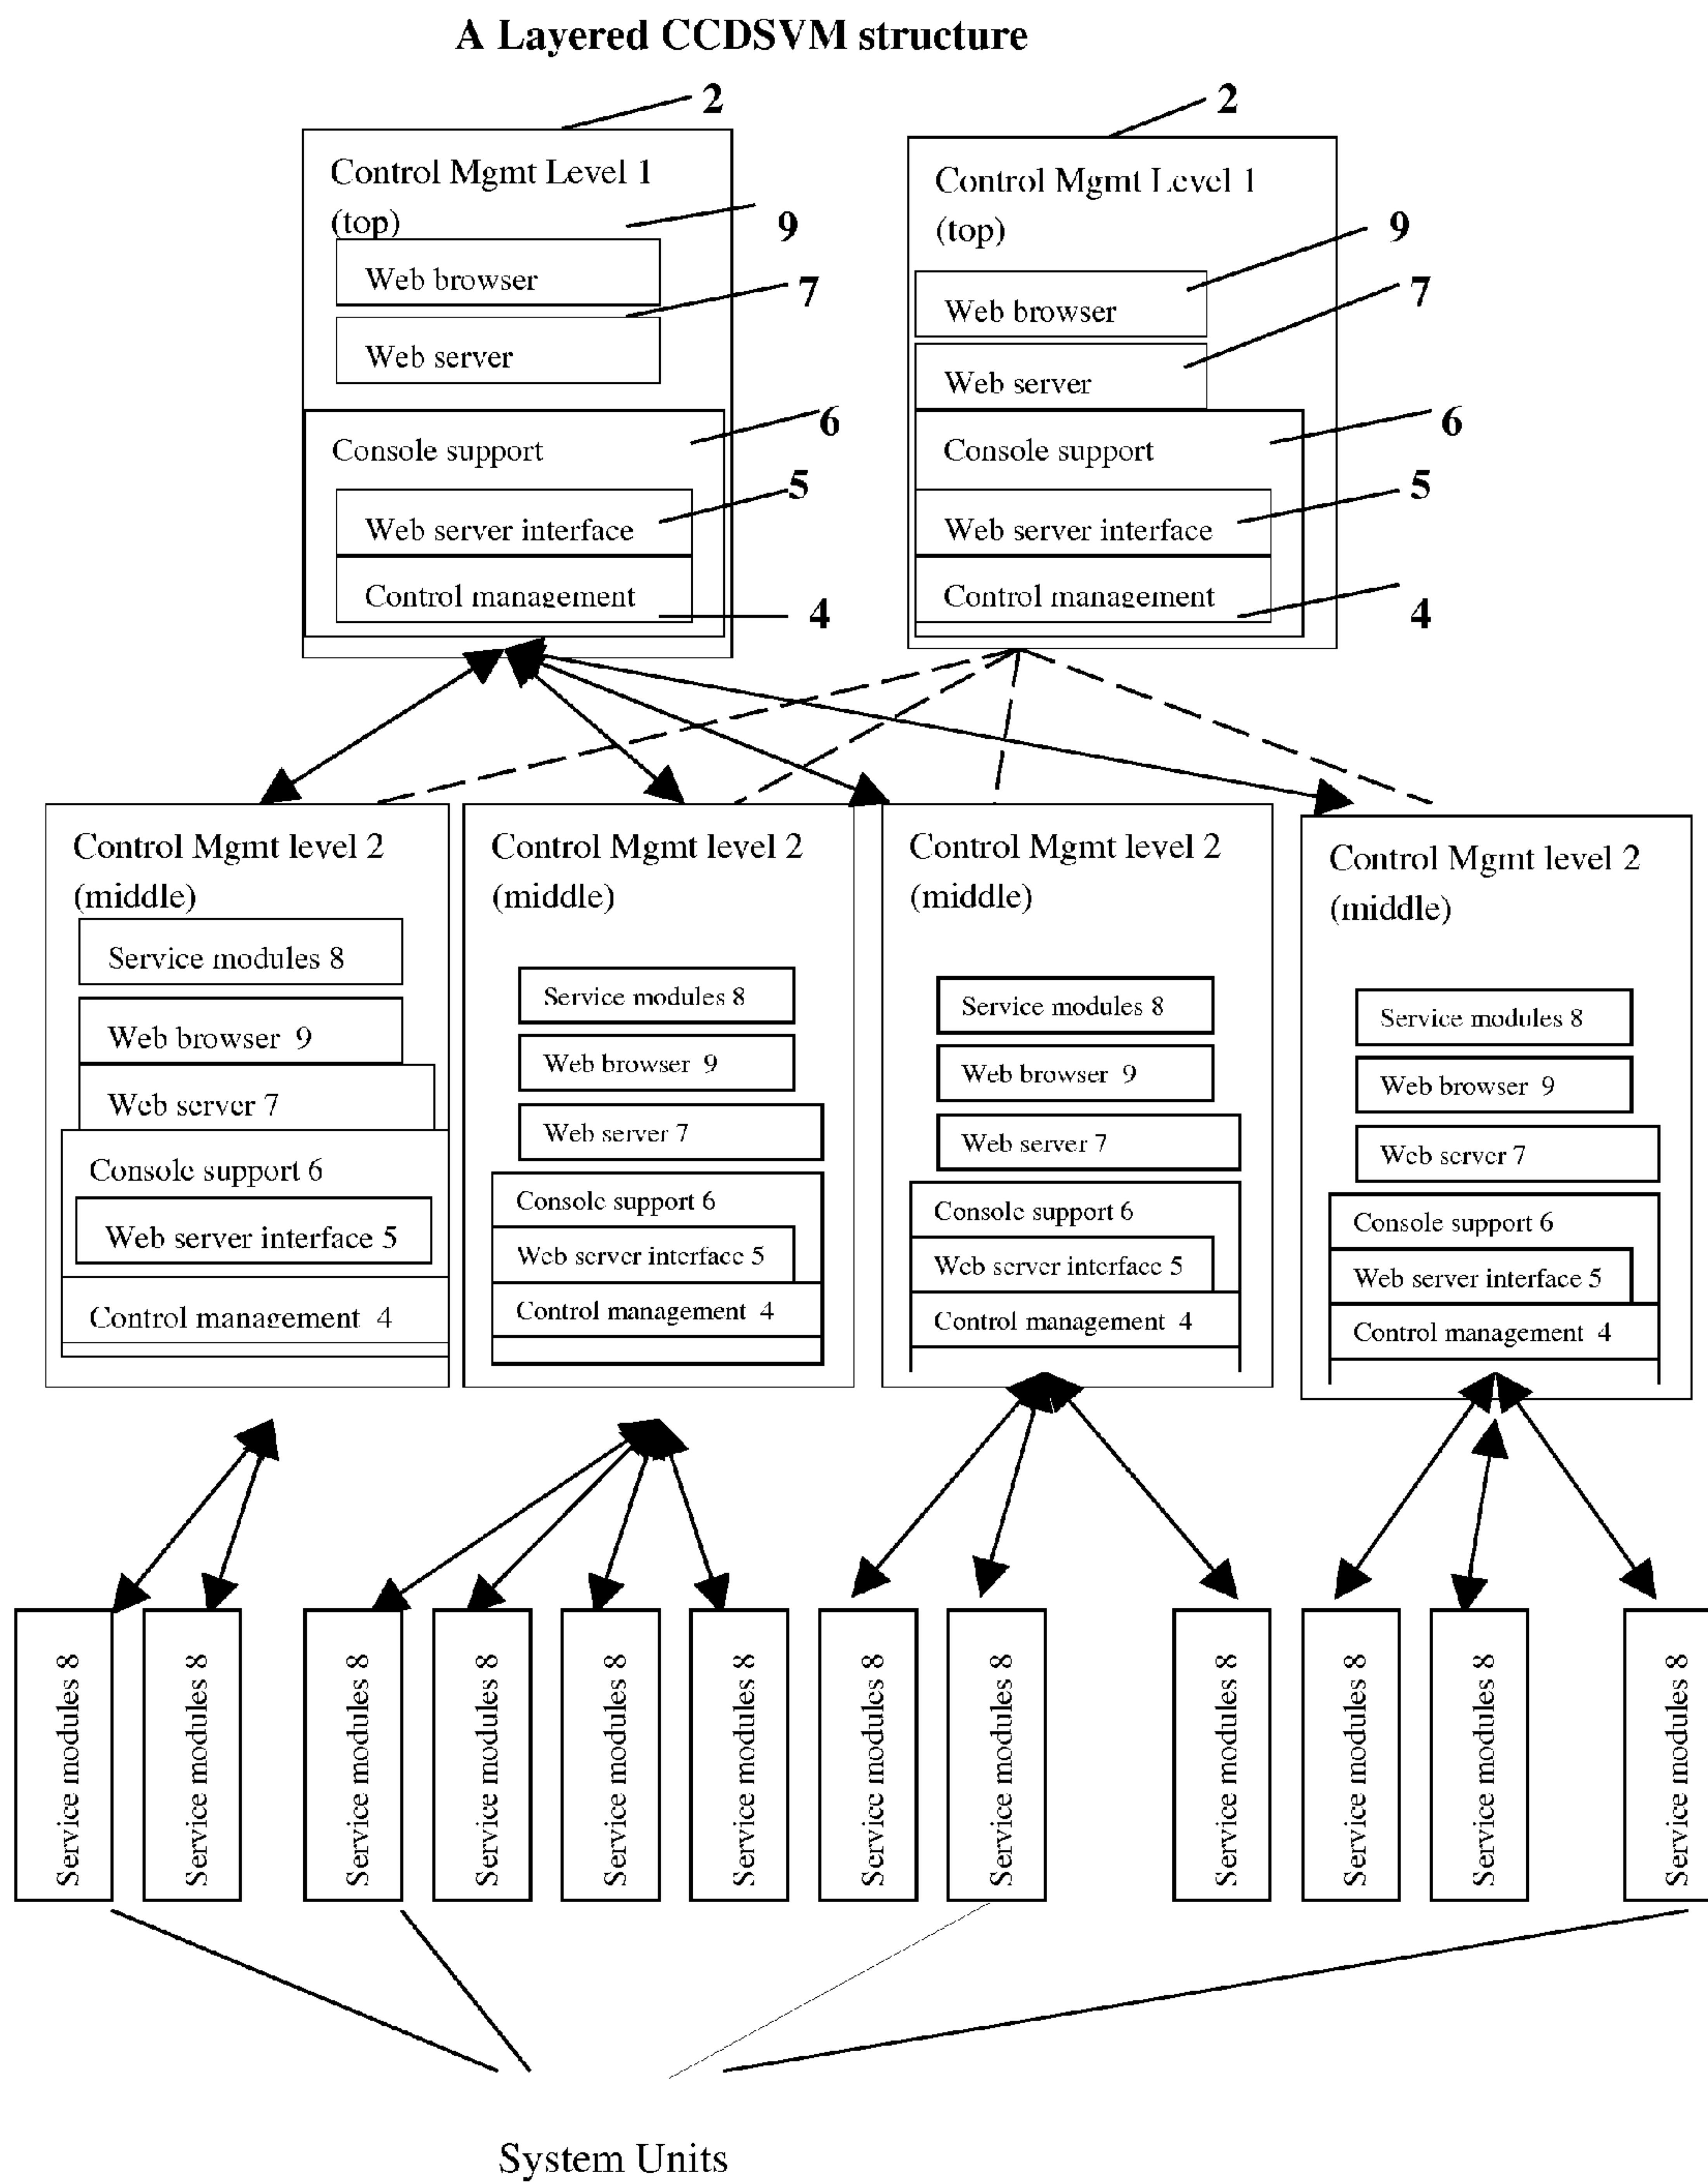 A Layered CCDSVM structure
2
Control Mgmt Level 1
(top)
9
Web browser
7
Web server
6
Console support
5
Web server interface
Control management
4
2
Control Mgmt Level 1
(top)
9
Web browser
7
Web server
6
Console support
5
Web server interface
Control management
4
Control Mgmt level 2
(middle)
Service modules 8
Web browser 9
Web server 7
Console support 6
Web server interface 5
Control management 4
Control Mgmt level 2
(middle)
Service modules 8
Web browser 9
Web server 7
Console support 6
Web server interface 5
Control management 4
Control Mgmt level 2
(middle)
Service modules 8
Web browser 9
Web server 7
Console support 6
Web server interface 5
Control management 4
Control Mgmt level 2
(middle)
Service modules 8
Web browser 9
Web server 7
Console support 6
Web server interface 5
Control management 4
Service modules 8
Service modules 8
Service modules 8
Service modules 8
Service modules 8
Service modules 8
Service modules 8
Service modules 8
Service modules 8
Service modules 8
Service modules 8
Service modules 8
System Units